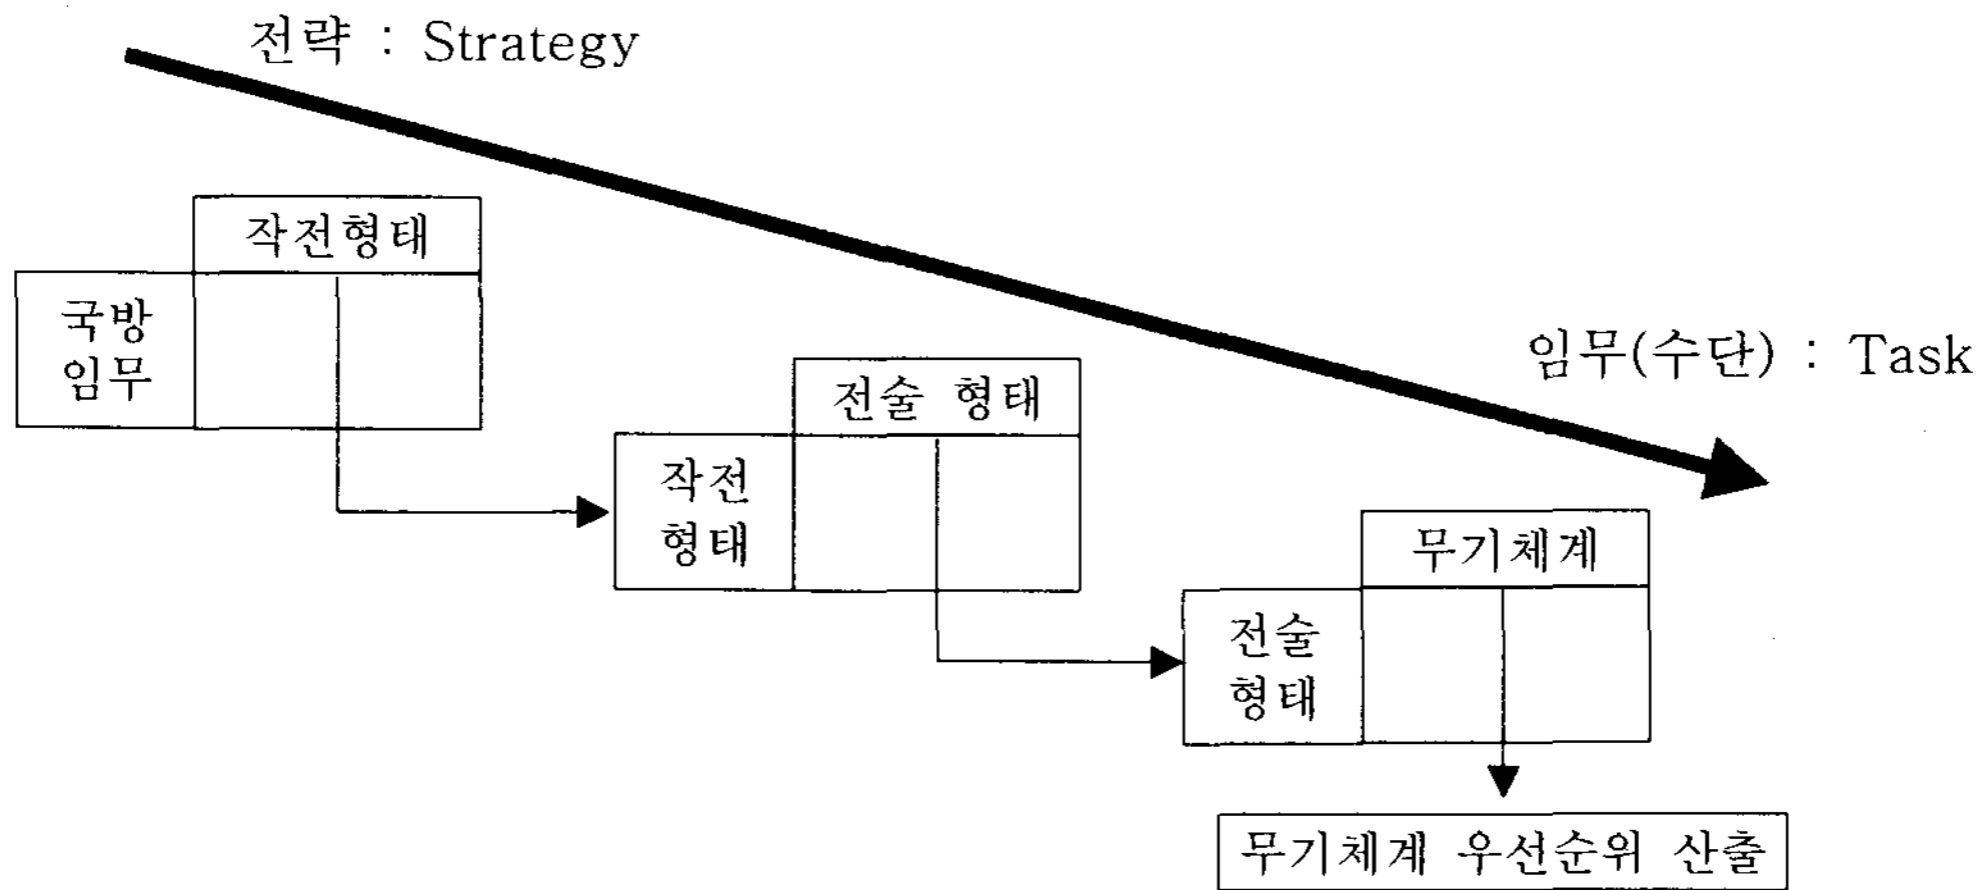 전략 : Strategy
작전형태
국방
임무
임무(수단) : Task
전술 형태
작전
형태
무기체계
전술
형태
무기체계 우선순위 산출